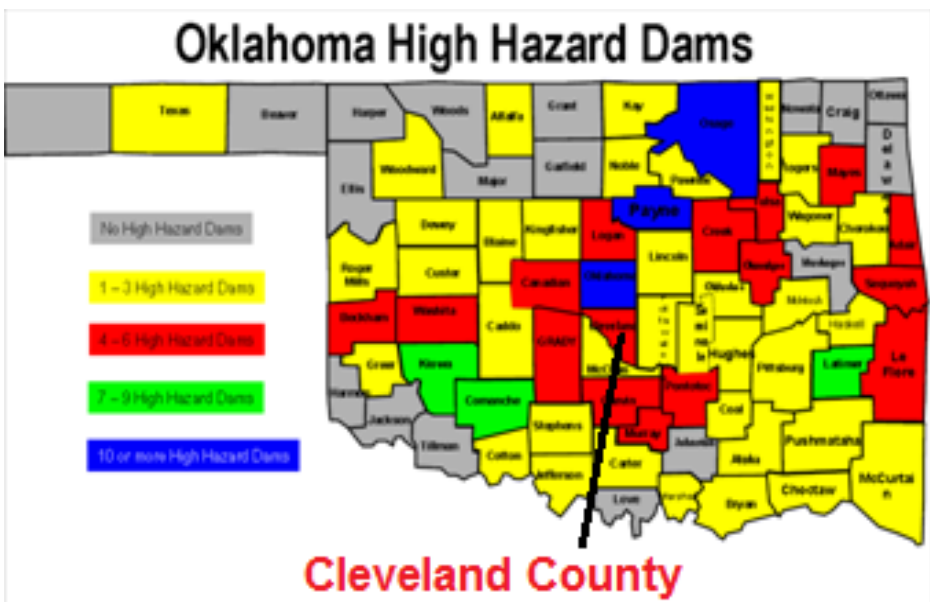 Oklahoma High Hazard Dams
Texas
Beaver
Harper
Woods
Alfalfa
Grant
Kay
Osage
Nowata
Craig
Ottawa
Ellis
Woodward
Major
Garfield
Noble
Pawnee
Rogers
Mayes
Delaw
No High Hazard Dams
Dewey
Blaine
Kingfisher
Logan
Payne
Creek
Tulsa
Wagoner
Cherokee
Adair
Roger Mills
Custer
Canadian
Oklahoma
Lincoln
Okmulgee
Muskogee
Sequoyah
1 – 3 High Hazard Dams
Beckham
Washita
Caddo
GRADY
Cleveland
Seminole
Hughes
McIntosh
Haskell
4 – 6 High Hazard Dams
Greer
Kiowa
McClain
Pontotoc
Pittsburg
Latimer
Le Flore
7 – 9 High Hazard Dams
Harmon
Jackson
Comanche
Stephens
Garvin
Murray
Coal
Pushmataha
10 or more High Hazard Dams
Tillman
Cotton
Jefferson
Carter
Johnston
Atoka
McCurtain
Love
Marshall
Bryan
Choctaw
Cleveland County